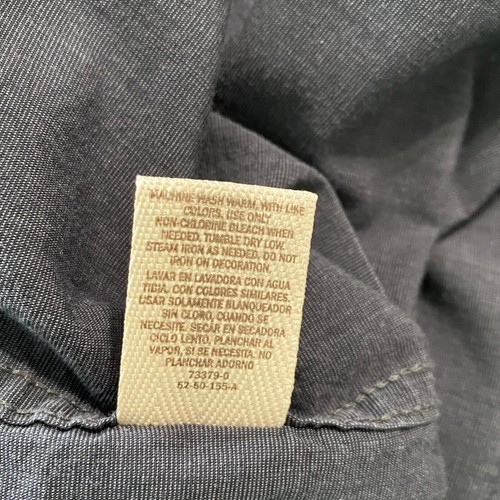 MACHINE WASH WARM, WITH LIKE
COLORS, USE ONLY
NON-CHLORINE BLEACH WHEN
NEEDED, TUMBLE DRY LOW.
STEAM IRON AS NEEDED, DO NOT
IRON ON DECORATION.
LAVAR EN LAVADORA CON AGUA
TIBIA, CON COLORES SIMILARES.
USAR SOLAMENTE BLANQUEADOR
SIN CLORO, CUANDO SE
NECESITE. SECAR EN SECADORA
CICLO LENTO. PLANCHAR AL
VAPOR, SI SE NECESITA. NO
PLANCHAR ADORNO
73379-0
62-50-155-A